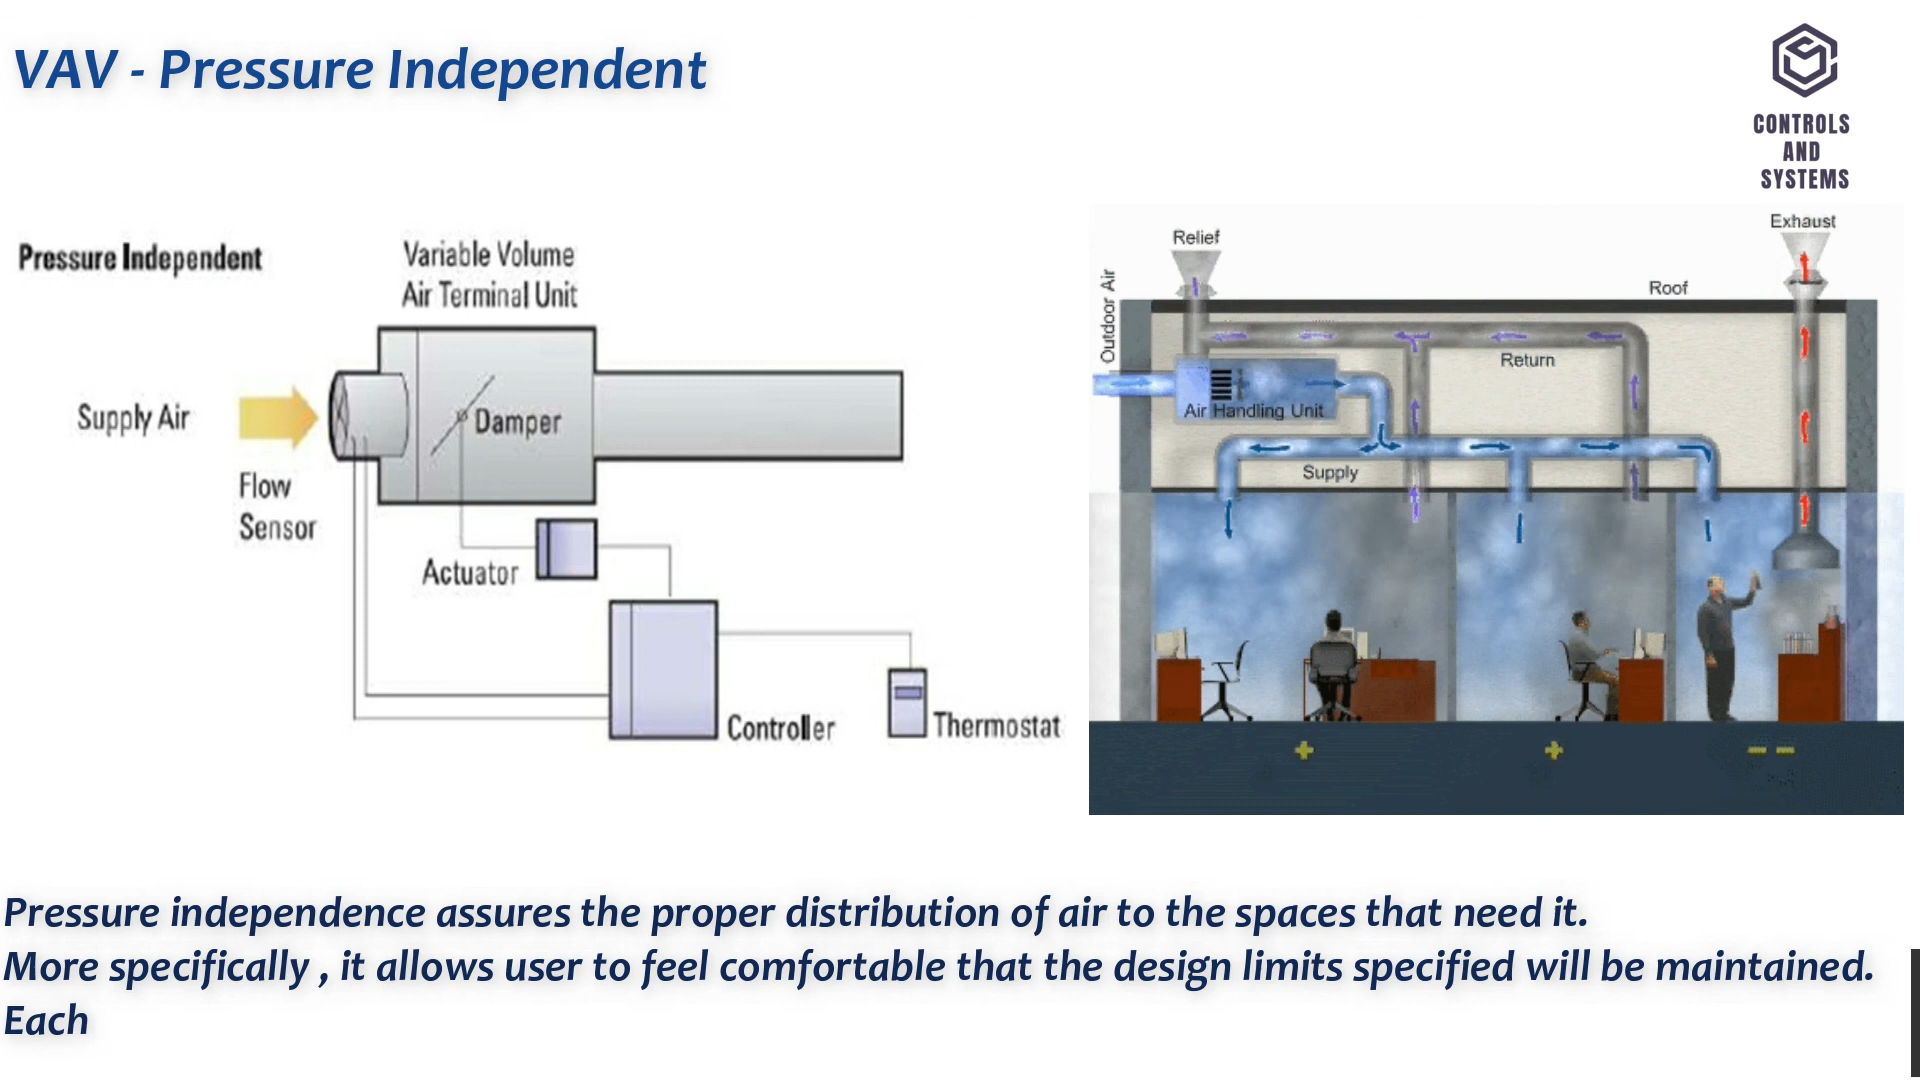 VAV - Pressure Independent
CONTROLS
AND
SYSTEMS
Pressure Independent
Variable Volume
Air Terminal Unit
Supply Air
Damper
Flow
Sensor
Actuator
Controller
Thermostat
Relief
Exhaust
Outdoor Air
Roof
Return
Air Handling Unit
Supply
+
+
− −
Pressure independence assures the proper distribution of air to the spaces that need it.
More specifically , it allows user to feel comfortable that the design limits specified will be maintained.
Each